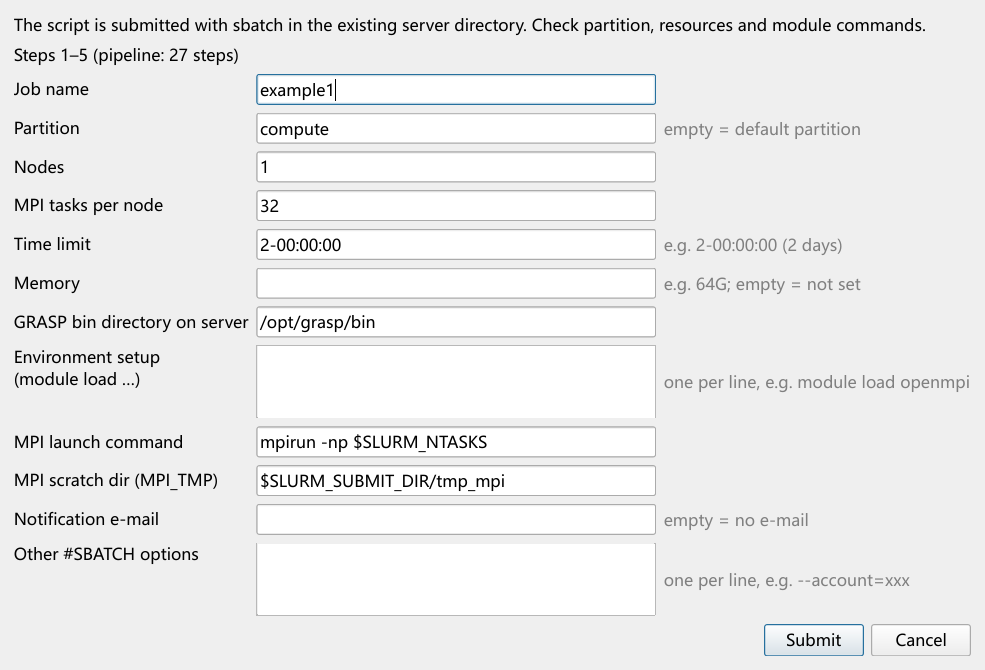 The script is submitted with sbatch in the existing server directory. Check partition, resources and module commands.
Steps 1–5 (pipeline: 27 steps)
Job name example1
Partition compute empty = default partition
Nodes 1
MPI tasks per node 32
Time limit 2-00:00:00 e.g. 2-00:00:00 (2 days)
Memory e.g. 64G; empty = not set
GRASP bin directory on server /opt/grasp/bin
Environment setup
(module load ...) one per line, e.g. module load openmpi
MPI launch command mpirun -np $SLURM_NTASKS
MPI scratch dir (MPI_TMP) $SLURM_SUBMIT_DIR/tmp_mpi
Notification e-mail empty = no e-mail
Other #SBATCH options
one per line, e.g. --account=xxx
Submit Cancel